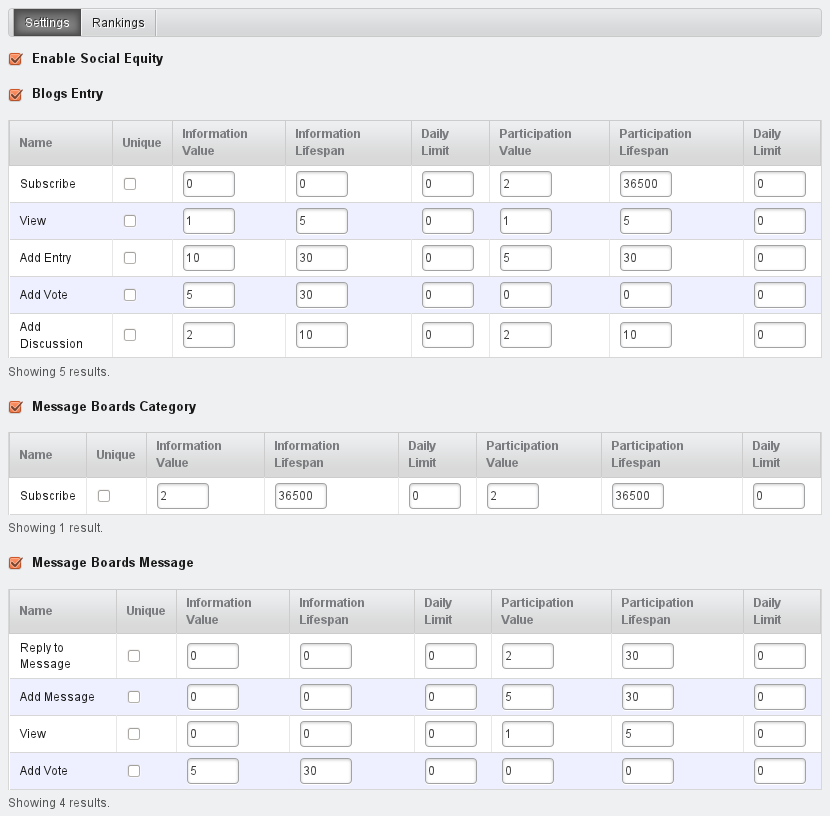 Settings Rankings
Enable Social Equity
Blogs Entry
Name Unique Information Value Information Lifespan Daily Limit Participation Value Participation Lifespan Daily Limit
Subscribe 0 0 0 2 36500 0
View 1 5 0 1 5 0
Add Entry 10 30 0 5 30 0
Add Vote 5 30 0 0 0 0
Add Discussion 2 10 0 2 10 0
Showing 5 results.
Message Boards Category
Name Unique Information Value Information Lifespan Daily Limit Participation Value Participation Lifespan Daily Limit
Subscribe 2 36500 0 2 36500 0
Showing 1 result.
Message Boards Message
Name Unique Information Value Information Lifespan Daily Limit Participation Value Participation Lifespan Daily Limit
Reply to Message 0 0 0 2 30 0
Add Message 0 0 0 5 30 0
View 0 0 0 1 5 0
Add Vote 5 30 0 0 0 0
Showing 4 results.